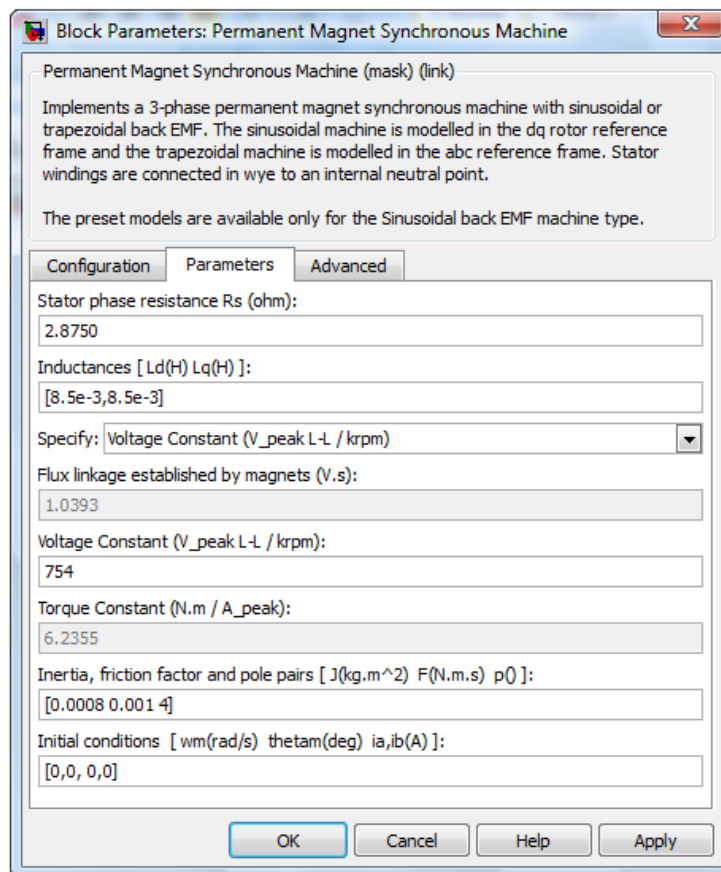 Block Parameters: Permanent Magnet Synchronous Machine
Permanent Magnet Synchronous Machine (mask) (link)
Implements a 3-phase permanent magnet synchronous machine with sinusoidal or
trapezoidal back EMF. The sinusoidal machine is modelled in the dq rotor reference
frame and the trapezoidal machine is modelled in the abc reference frame. Stator
windings are connected in wye to an internal neutral point.
The preset models are available only for the Sinusoidal back EMF machine type.
Configuration Parameters Advanced
Stator phase resistance Rs (ohm):
2.8750
Inductances [ Ld(H) Lq(H) ]:
[8.5e-3,8.5e-3]
Specify: Voltage Constant (V_peak L-L / krpm)
Flux linkage established by magnets (V.s):
1.0393
Voltage Constant (V_peak L-L / krpm):
754
Torque Constant (N.m / A_peak):
6.2355
Inertia, friction factor and pole pairs [ J(kg.m^2) F(N.m.s) p() ]:
[0.0008 0.001 4]
Initial conditions [ wm(rad/s) thetam(deg) ia,ib(A) ]:
[0,0, 0,0]
OK Cancel Help Apply